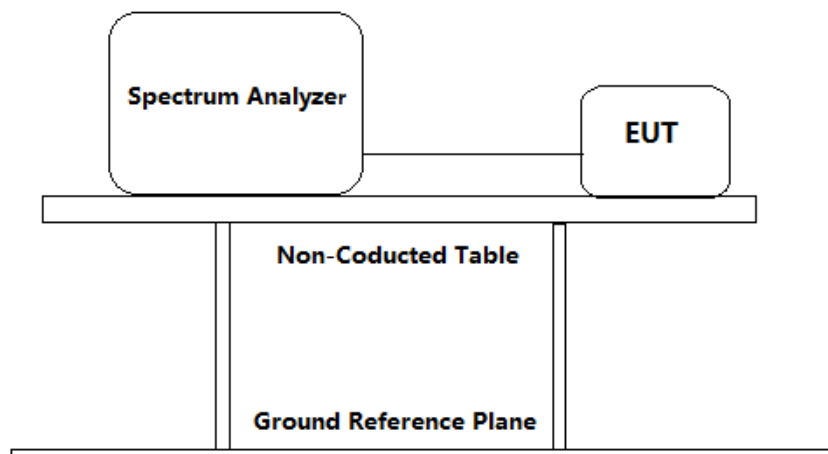 Spectrum Analyzer
EUT
Non-Coducted Table
Ground Reference Plane